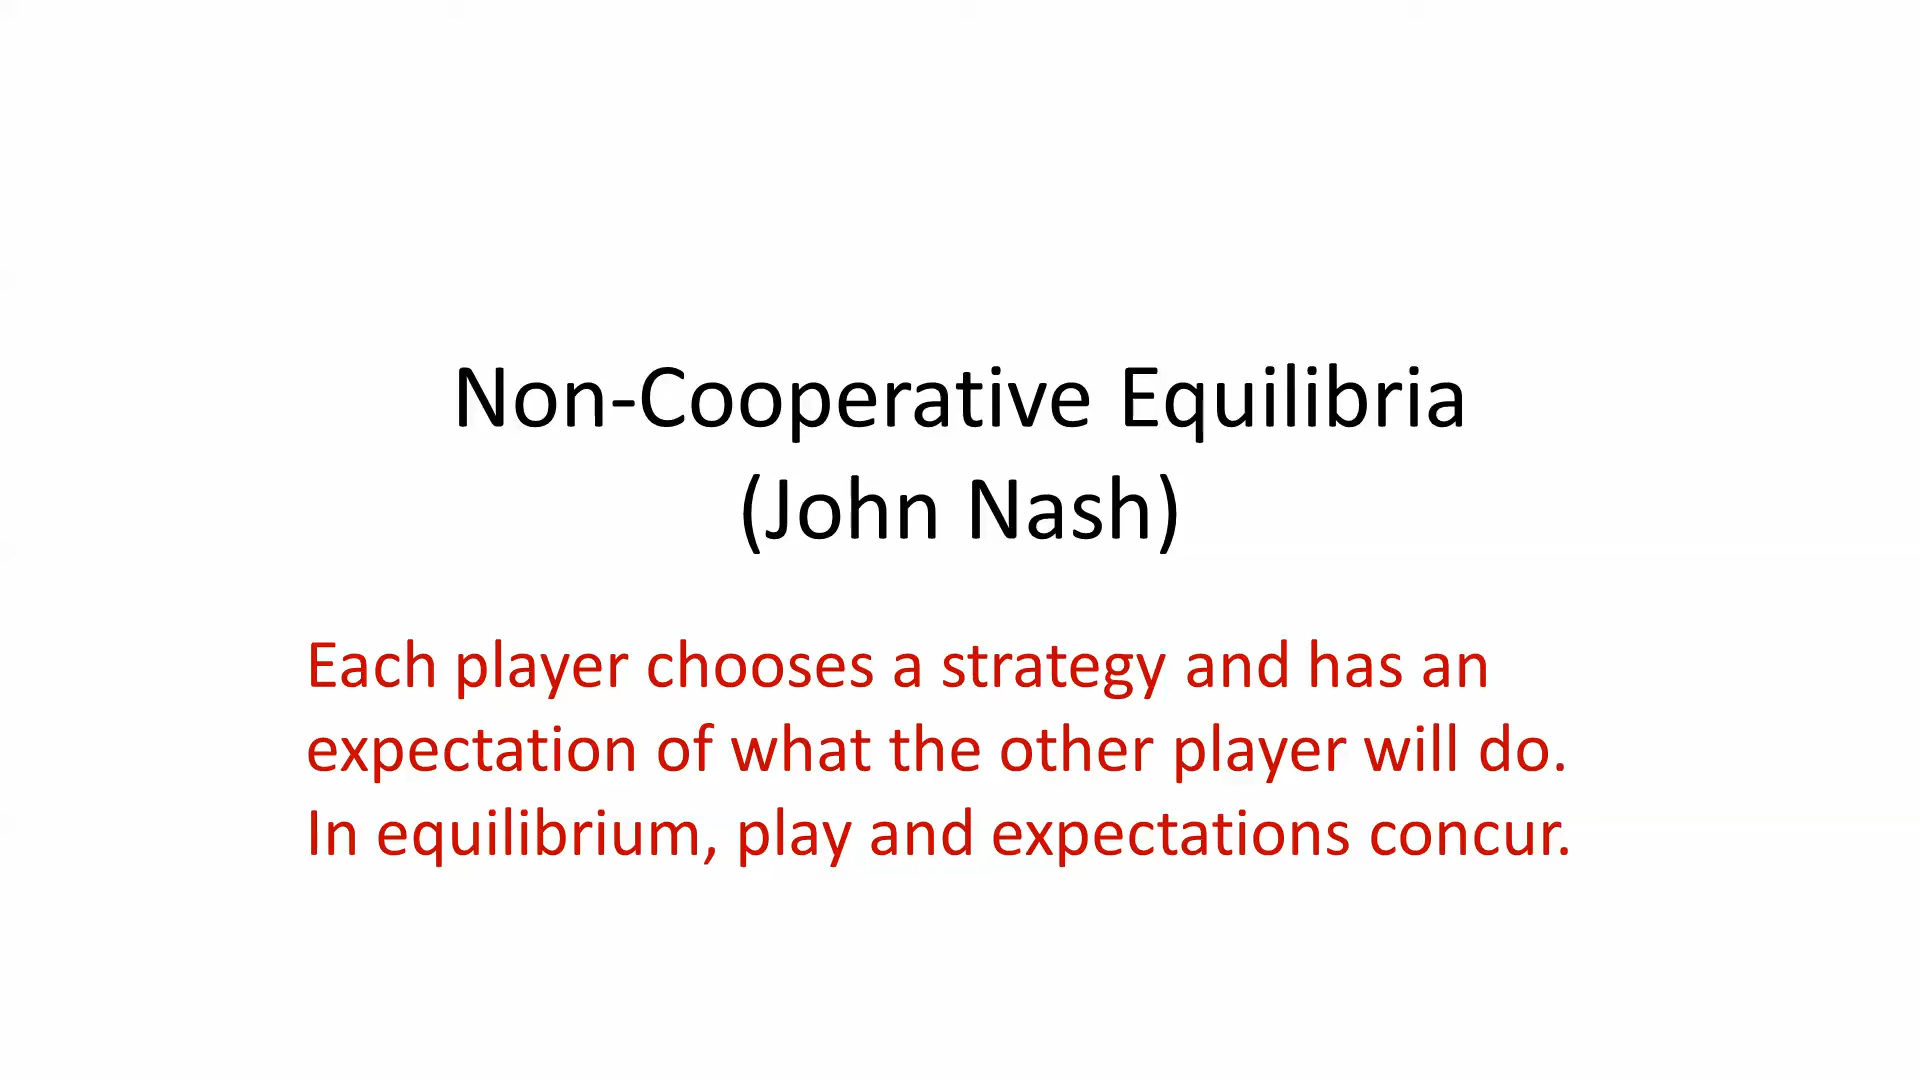 Non-Cooperative Equilibria
(John Nash)
Each player chooses a strategy and has an
expectation of what the other player will do.
In equilibrium, play and expectations concur.